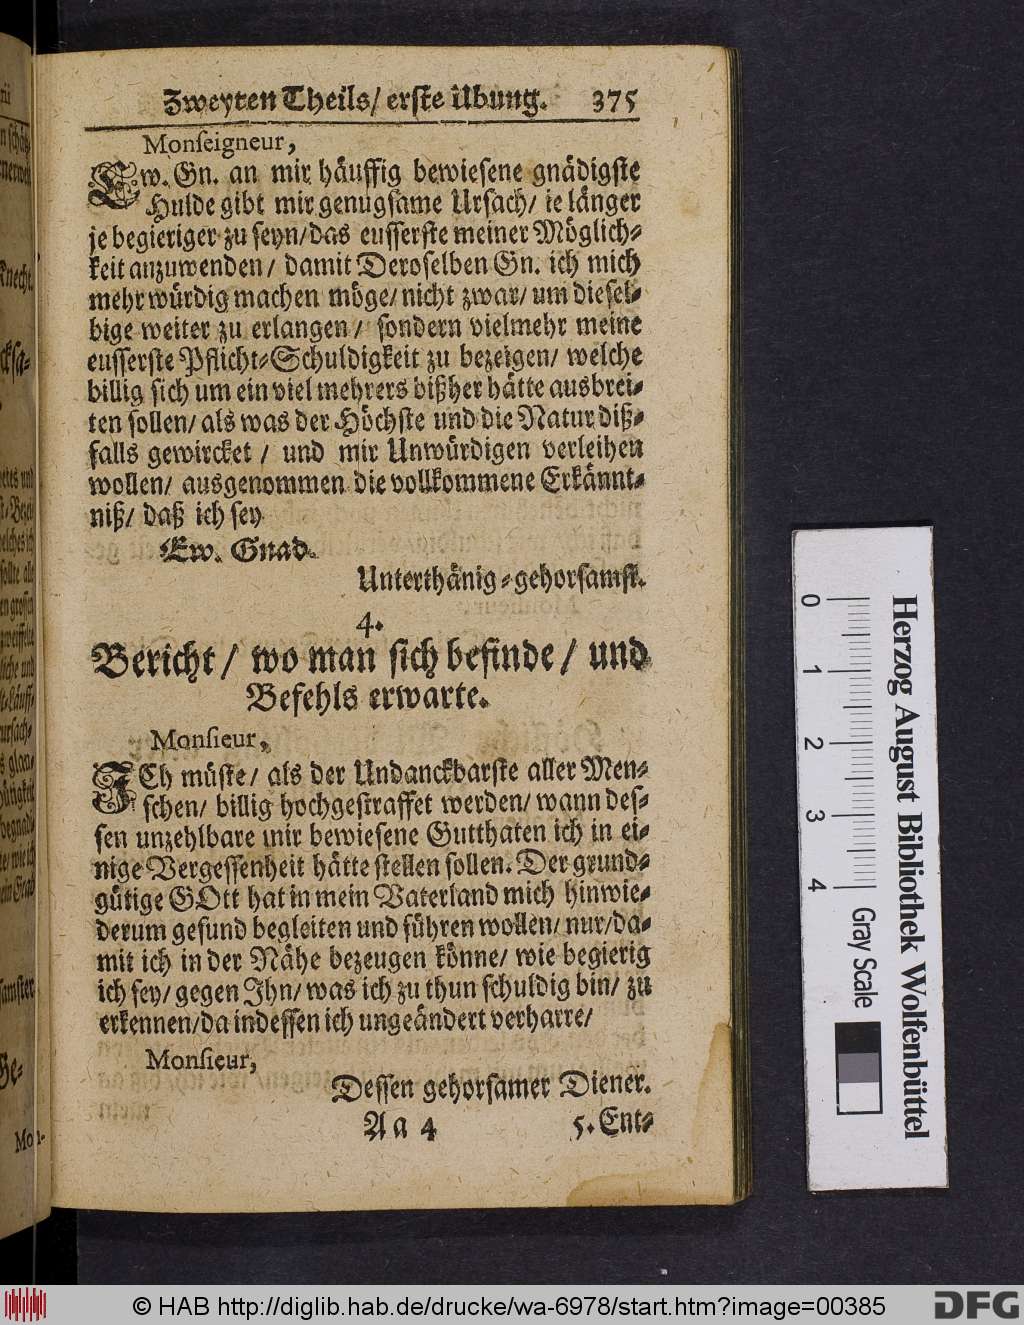 Zweyten Theils/ erste Übung. 375
Monseigneur,
Ew. Gn. an mir häuffig bewiesene gnädigste
Hulde gibt mir genugsame Ursach/ ie länger
je begieriger zu seyn/ das eusserste meiner Möglich-
keit anzuwenden/ damit Deroselben Gn. ich mich
mehr würdig machen möge/ nicht zwar/ um diesel-
bige weiter zu erlangen/ sondern vielmehr meine
eusserste Pflicht-Schuldigkeit zu bezeigen/ welche
billig sich um ein viel mehrers bißher hätte ausbrei-
ten sollen/ als was der Höchste und die Natur diß-
falls gewircket / und mir Unwürdigen verleihen
wollen/ ausgenommen die vollkommene Erkännt-
niß/ daß ich sey
Ew. Gnad.
Unterthänig-gehorsamst.
4.
Bericht/ wo man sich befinde/ und
Befehls erwarte.
Monsieur,
ICh müste/ als der Undanckbarste aller Men-
schen/ billig hochgestraffet werden/ wann des-
sen unzehlbare mir bewiesene Gutthaten ich in ei-
nige Vergessenheit hätte stellen sollen. Der grund-
gütige GOtt hat in mein Vaterland mich hinwie-
derum gesund begleiten und führen wollen/ nur/ da-
mit ich in der Nähe bezeugen könne/ wie begierig
ich sey/ gegen Ihn/ was ich zu thun schuldig bin/ zu
erkennen/ da indessen ich ungeändert verharre/
Monsieur,
Dessen gehorsamer Diener.
Aa 4 5. Ent-
0 1 2 3 4
Herzog August Bibliothek Wolfenbüttel
Gray Scale
© HAB http://diglib.hab.de/drucke/wa-6978/start.htm?image=00385
DFG